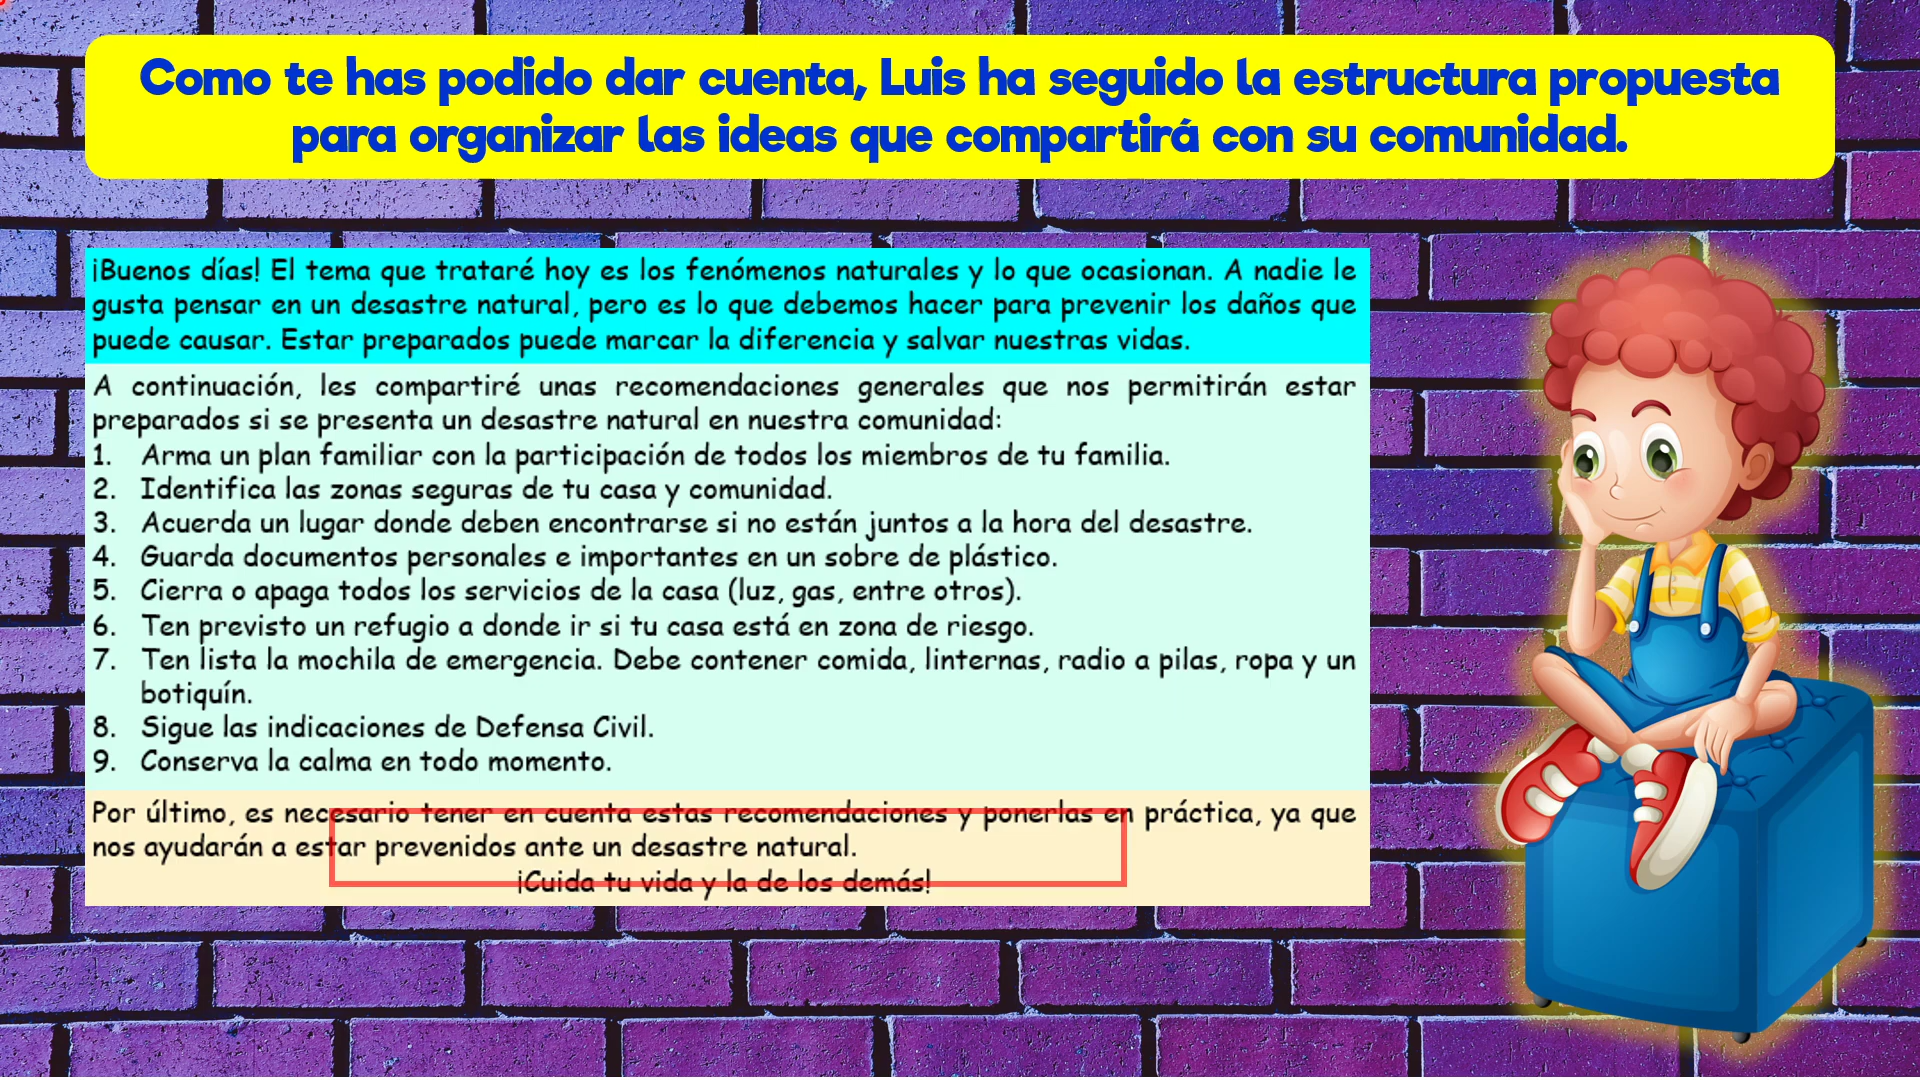 Como te has podido dar cuenta, Luis ha seguido la estructura propuesta
para organizar las ideas que compartirá con su comunidad.
¡Buenos días! El tema que trataré hoy es los fenómenos naturales y lo que ocasionan. A nadie le
gusta pensar en un desastre natural, pero es lo que debemos hacer para prevenir los daños que
puede causar. Estar preparados puede marcar la diferencia y salvar nuestras vidas.
A continuación, les compartiré unas recomendaciones generales que nos permitirán estar
preparados si se presenta un desastre natural en nuestra comunidad:
1. Arma un plan familiar con la participación de todos los miembros de tu familia.
2. Identifica las zonas seguras de tu casa y comunidad.
3. Acuerda un lugar donde deben encontrarse si no están juntos a la hora del desastre.
4. Guarda documentos personales e importantes en un sobre de plástico.
5. Cierra o apaga todos los servicios de la casa (luz, gas, entre otros).
6. Ten previsto un refugio a donde ir si tu casa está en zona de riesgo.
7. Ten lista la mochila de emergencia. Debe contener comida, linternas, radio a pilas, ropa y un
botiquín.
8. Sigue las indicaciones de Defensa Civil.
9. Conserva la calma en todo momento.
Por último, es necesario tener en cuenta estas recomendaciones y ponerlas en práctica, ya que
nos ayudarán a estar prevenidos ante un desastre natural.
¡Cuida tu vida y la de los demás!